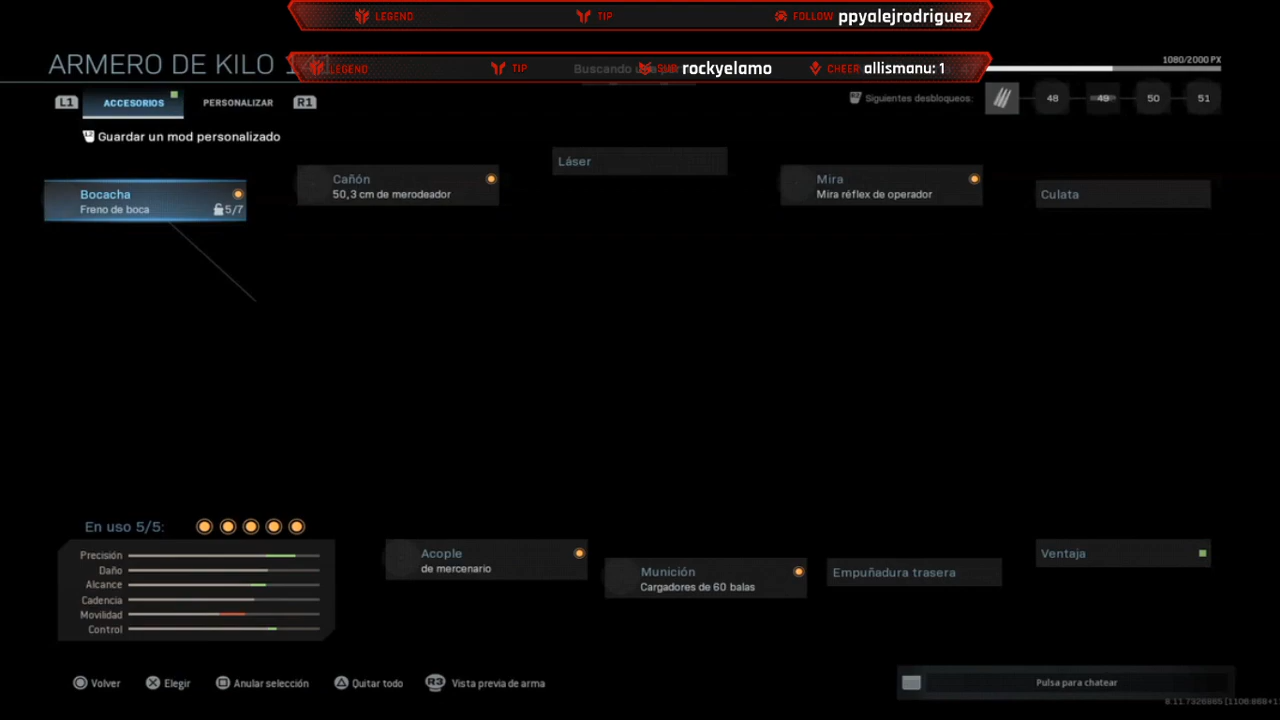 LEGEND TIP FOLLOW ppyalejrodriguez
ARMERO DE KILO
LEGEND TIP Buscando SUB rockyelamo CHEER allismanu: 1
1080/2000 PX
L1 ACCESORIOS PERSONALIZAR R1
Siguientes desbloqueos: 48 49 50 51
Guardar un mod personalizado
Bocacha
Freno de boca 5/7
Cañón
50,3 cm de merodeador
Láser
Mira
Mira réflex de operador
Culata
En uso 5/5:
Precisión
Daño
Alcance
Cadencia
Movilidad
Control
Acople
de mercenario
Munición
Cargadores de 60 balas
Empuñadura trasera
Ventaja
Volver Elegir Anular selección Quitar todo R3 Vista previa de arma
Pulsa para chatear